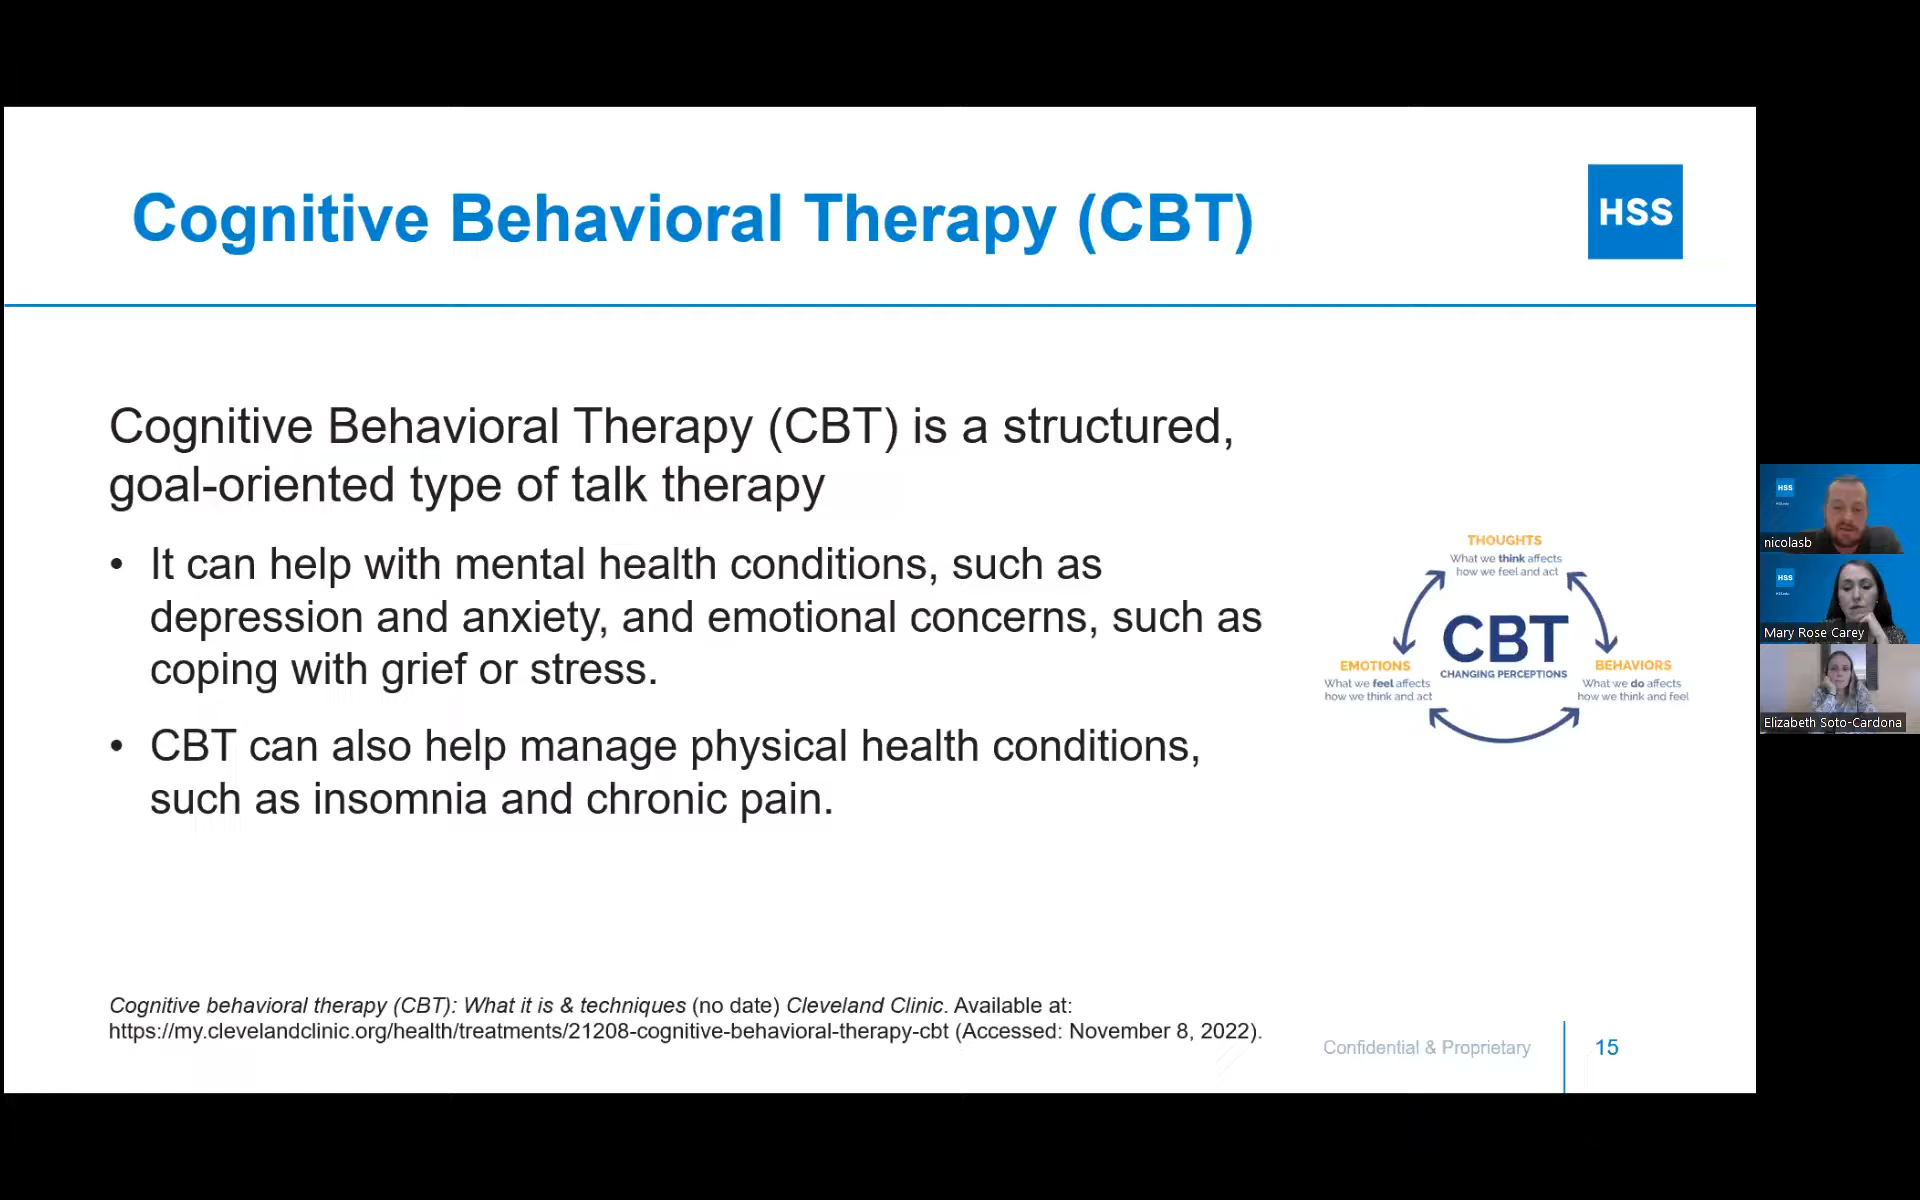 Cognitive Behavioral Therapy (CBT)
HSS
Cognitive Behavioral Therapy (CBT) is a structured,
goal-oriented type of talk therapy
• It can help with mental health conditions, such as
depression and anxiety, and emotional concerns, such as
coping with grief or stress.
• CBT can also help manage physical health conditions,
such as insomnia and chronic pain.
THOUGHTS
What we think affects
how we feel and act
CBT
CHANGING PERCEPTIONS
EMOTIONS
What we feel affects
how we think and act
BEHAVIORS
What we do affects
how we think and feel
Cognitive behavioral therapy (CBT): What it is & techniques (no date) Cleveland Clinic. Available at:
https://my.clevelandclinic.org/health/treatments/21208-cognitive-behavioral-therapy-cbt (Accessed: November 8, 2022).
Confidential & Proprietary
15
HSS
nicolasb
HSS
Mary Rose Carey
Elizabeth Soto-Cardona